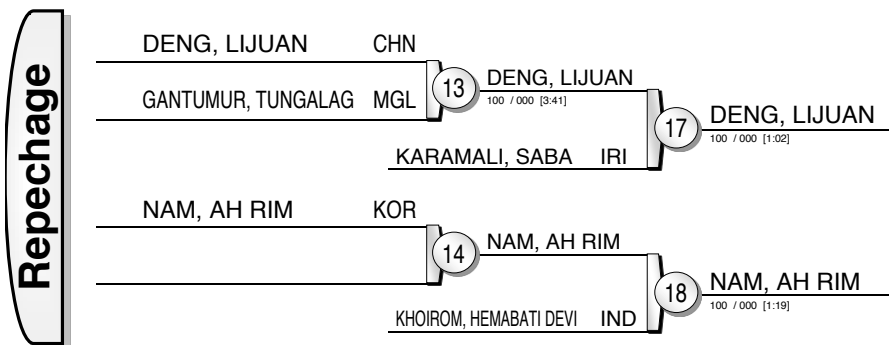 Repechage
DENG, LIJUAN CHN
GANTUMUR, TUNGALAG MGL
13
DENG, LIJUAN
100 / 000 [3:41]
KARAMALI, SABA IRI
17
DENG, LIJUAN
100 / 000 [1:02]
NAM, AH RIM KOR
14
NAM, AH RIM
KHOIROM, HEMABATI DEVI IND
18
NAM, AH RIM
100 / 000 [1:19]